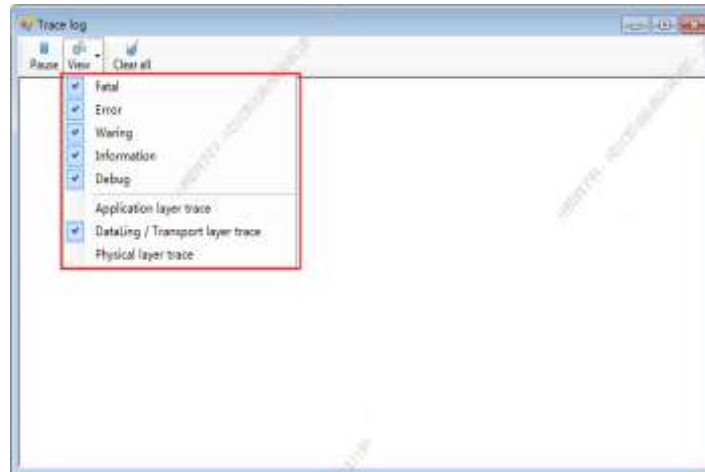 Trace log
Pause View Clear all
Fatal
Error
Waring
Information
Debug
Application layer trace
DataLing / Transport layer trace
Physical layer trace